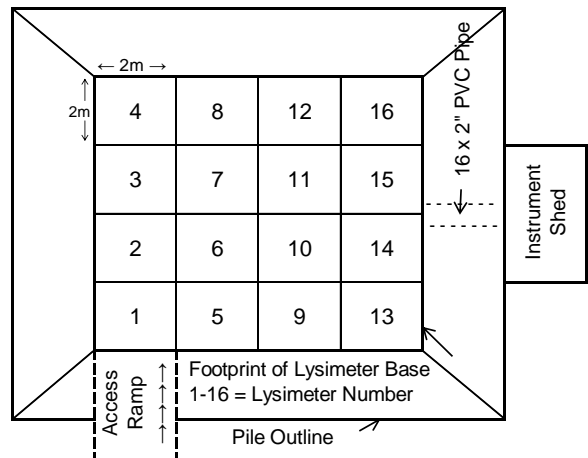 ← 2m →
2m
4 8 12 16
3 7 11 15
2 6 10 14
1 5 9 13
16 x 2" PVC Pipe
Instrument
Shed
Access
Ramp
Footprint of Lysimeter Base
1-16 = Lysimeter Number
Pile Outline